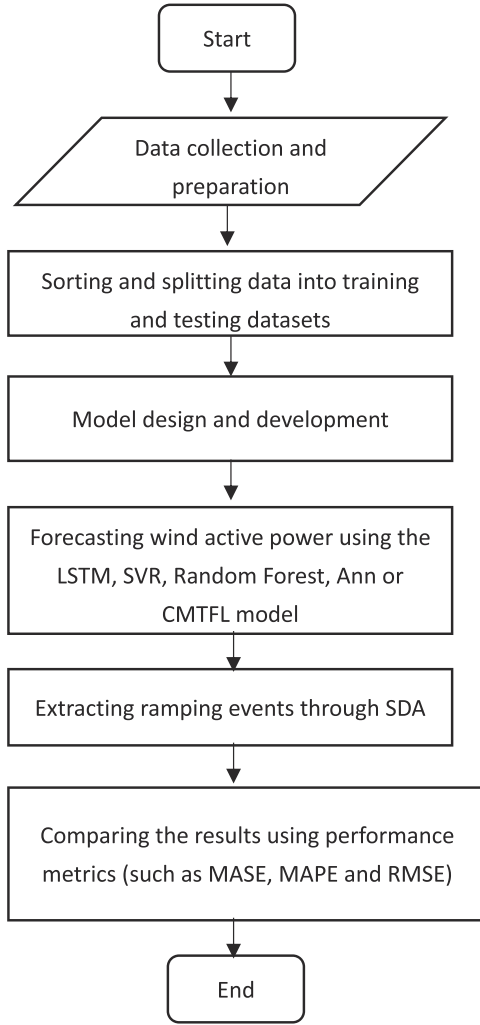 Start
Data collection and
preparation
Sorting and splitting data into training
and testing datasets
Model design and development
Forecasting wind active power using the
LSTM, SVR, Random Forest, Ann or
CMTFL model
Extracting ramping events through SDA
Comparing the results using performance
metrics (such as MASE, MAPE and RMSE)
End